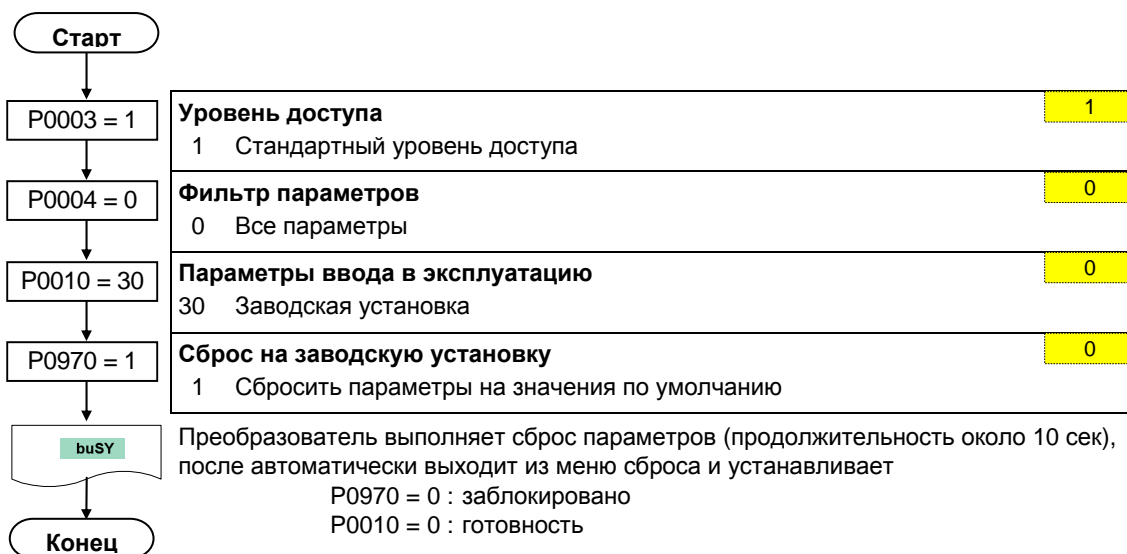 Старт
P0003 = 1
Уровень доступа 1
1 Стандартный уровень доступа
P0004 = 0
Фильтр параметров 0
0 Все параметры
P0010 = 30
Параметры ввода в эксплуатацию 0
30 Заводская установка
P0970 = 1
Сброс на заводскую установку 0
1 Сбросить параметры на значения по умолчанию
buSY
Преобразователь выполняет сброс параметров (продолжительность около 10 сек),
после автоматически выходит из меню сброса и устанавливает
P0970 = 0 : заблокировано
P0010 = 0 : готовность
Конец